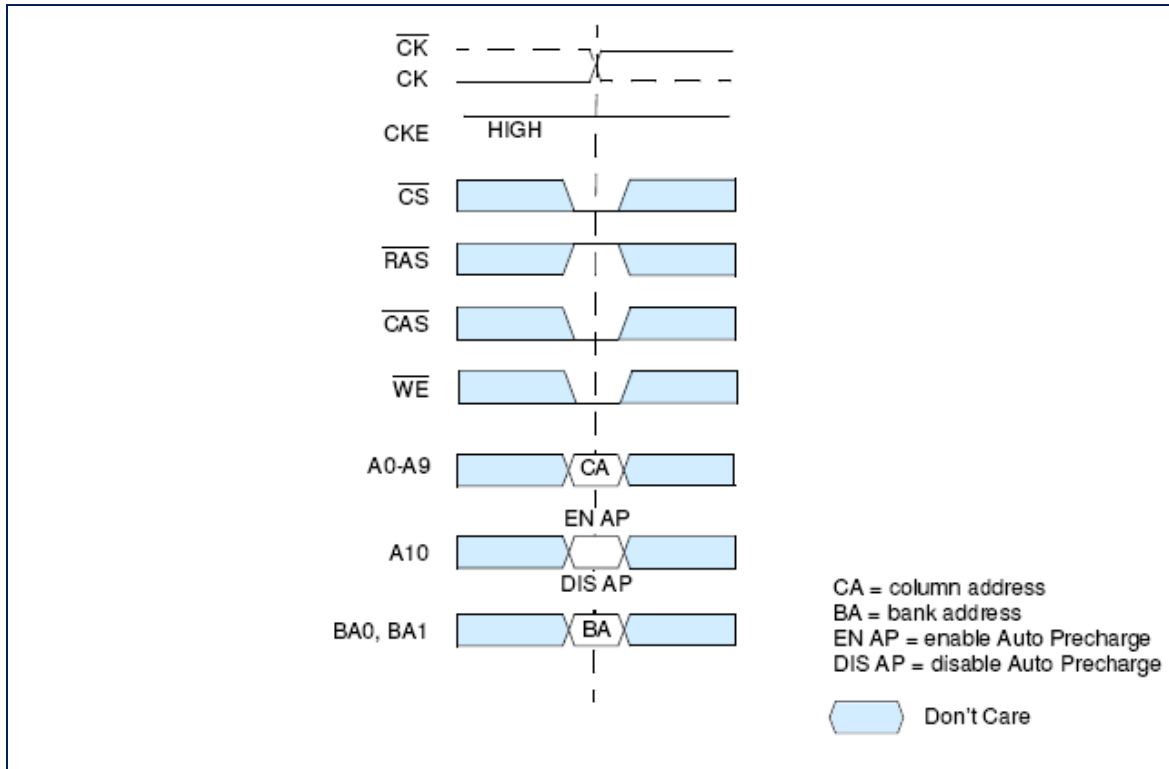 CK
CK
CKE HIGH
CS
RAS
CAS
WE
A0-A9 CA
EN AP
A10
DIS AP
BA0, BA1 BA
CA = column address
BA = bank address
EN AP = enable Auto Precharge
DIS AP = disable Auto Precharge
Don't Care